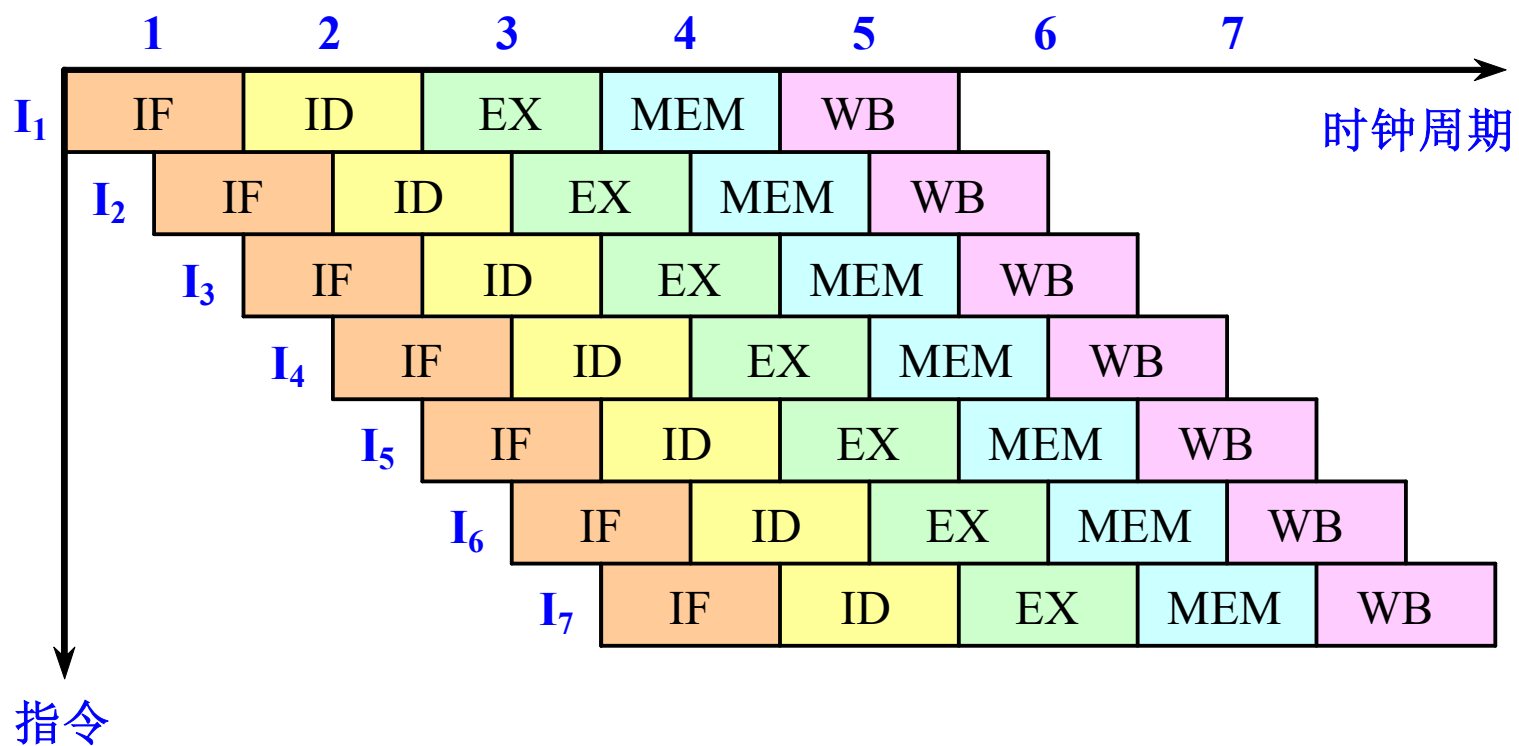 1 2 3 4 5 6 7
时钟周期
I₁ IF ID EX MEM WB
I₂ IF ID EX MEM WB
I₃ IF ID EX MEM WB
I₄ IF ID EX MEM WB
I₅ IF ID EX MEM WB
I₆ IF ID EX MEM WB
I₇ IF ID EX MEM WB
指令